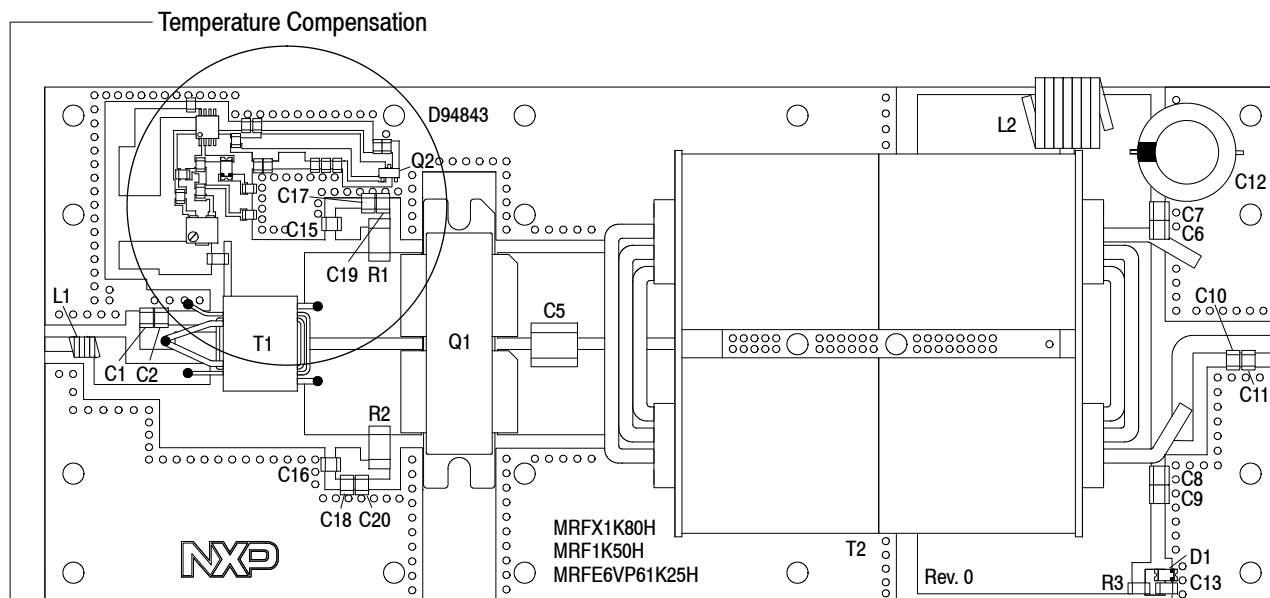 Temperature Compensation
D94843
L2
Q2
C12
C17
C15
C7
C6
C19
R1
L1
C5
C10
T1
Q1
C1
C2
C11
R2
C16
C8
C9
C18
C20
MRFX1K80H
MRF1K50H
MRFE6VP61K25H
NXP
T2
D1
Rev. 0
R3
C13